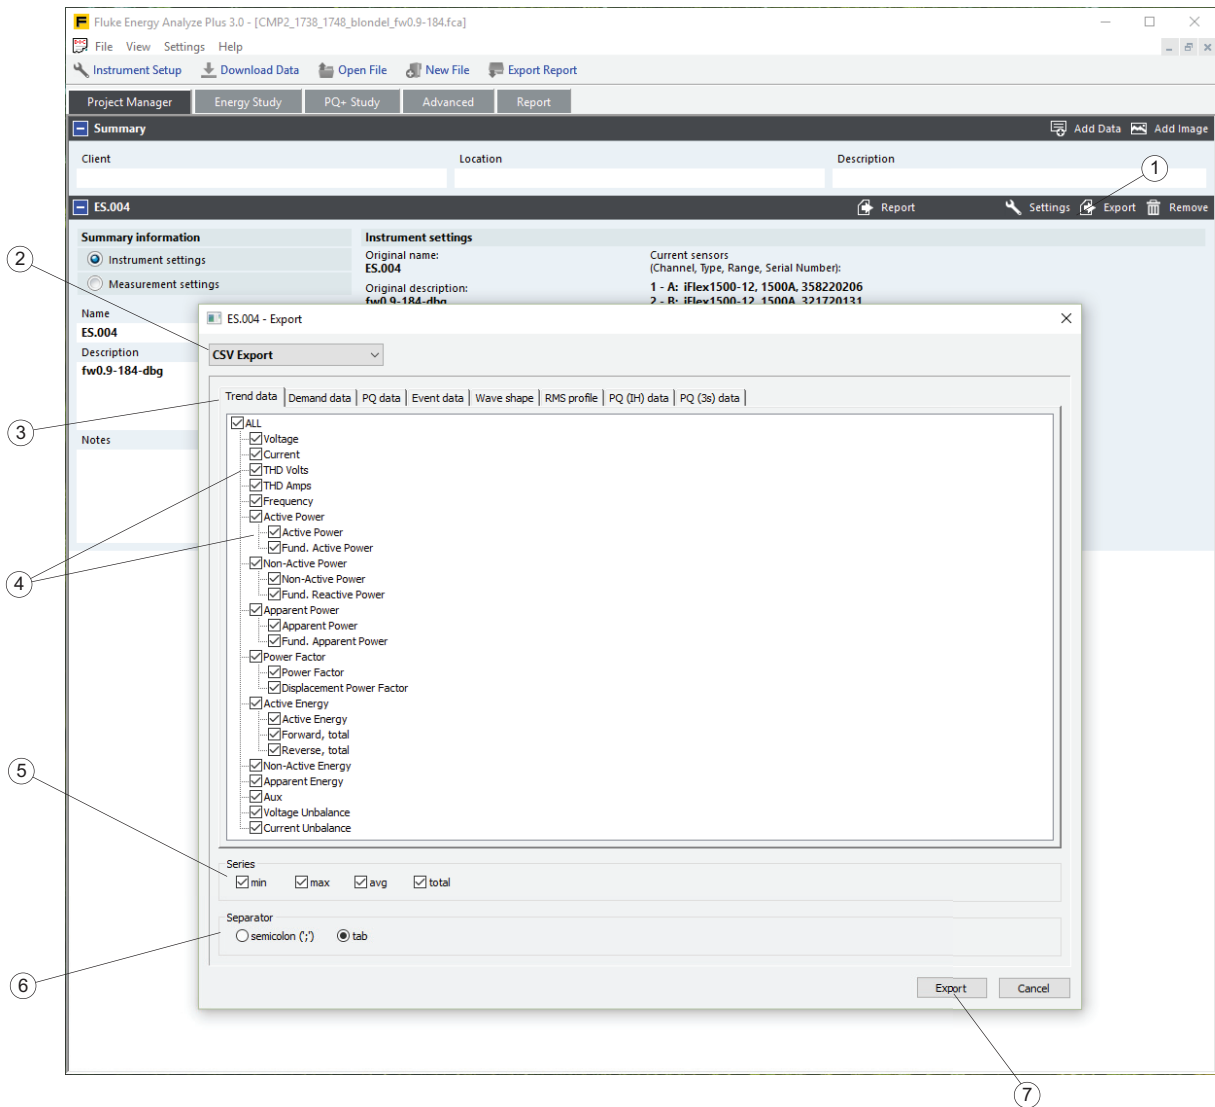 Fluke Energy Analyze Plus 3.0 - [CMP2_1738_1748_blondel_fw0.9-184.fca]
File View Settings Help
Instrument Setup Download Data Open File New File Export Report
Project Manager Energy Study PQ+ Study Advanced Report
Summary Add Data Add Image
Client Location Description
1
ES.004 Report Settings Export Remove
Summary information Instrument settings
2
Instrument settings
Original name:
ES.004
Current sensors
(Channel, Type, Range, Serial Number):
Measurement settings
Original description:
fw0.9-184-dbg
1 - A: iFlex1500-12, 1500A, 358220206
2 - B: iFlex1500-12, 1500A, 321720131
Name
ES.004
Description
fw0.9-184-dbg
Notes
ES.004 - Export
CSV Export
Trend data Demand data PQ data Event data Wave shape RMS profile PQ (IH) data PQ (3s) data
3
ALL
Voltage
Current
THD Volts
THD Amps
Frequency
Active Power
Active Power
Fund. Active Power
4
Non-Active Power
Non-Active Power
Fund. Reactive Power
Apparent Power
Apparent Power
Fund. Apparent Power
Power Factor
Power Factor
Displacement Power Factor
Active Energy
Active Energy
Forward, total
Reverse, total
5
Non-Active Energy
Apparent Energy
Aux
Voltage Unbalance
Current Unbalance
Series
min max avg total
Separator
semicolon (';') tab
6
Export Cancel
7